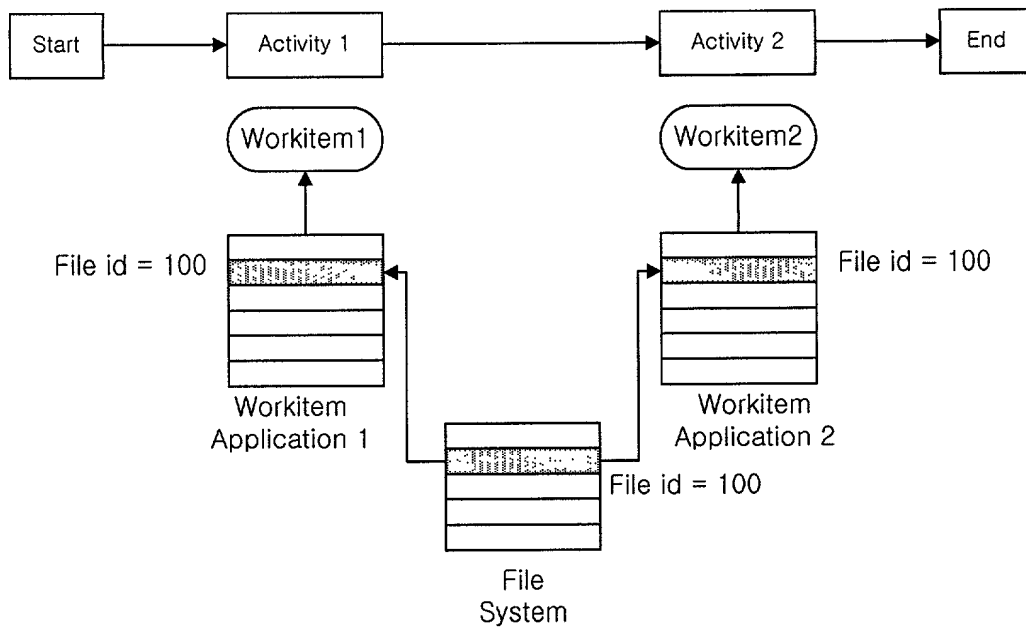 Start
Activity 1
Activity 2
End
Workitem1
Workitem2
File id = 100
File id = 100
Workitem
Application 1
Workitem
Application 2
File id = 100
File
System